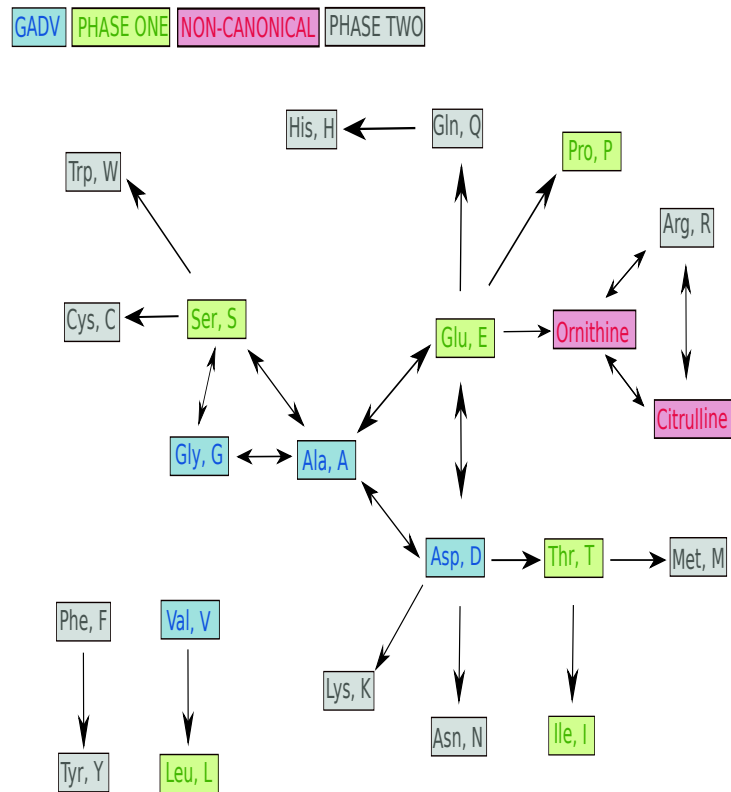 GADV
PHASE ONE
NON-CANONICAL
PHASE TWO
His, H
Gln, Q
Pro, P
Trp, W
Arg, R
Cys, C
Ser, S
Glu, E
Ornithine
Citrulline
Gly, G
Ala, A
Asp, D
Thr, T
Met, M
Phe, F
Val, V
Lys, K
Asn, N
Ile, I
Tyr, Y
Leu, L